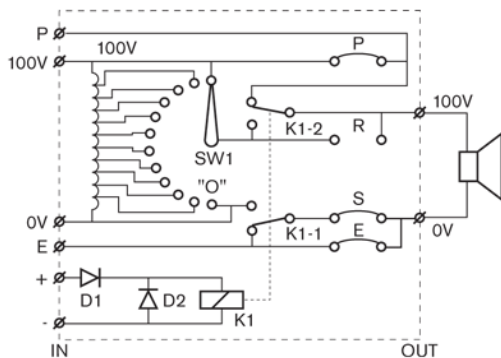 P
100V
100V
P
100V
K1-2
R
SW1
"O"
0V
S
0V
E
K1-1
E
+
D1
D2
K1
-
IN
OUT